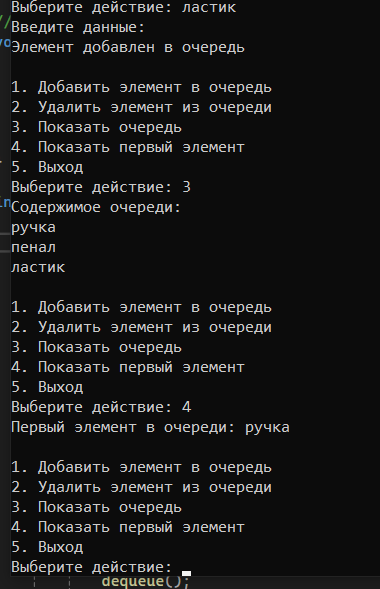 Выберите действие: ластик
Введите данные:
Элемент добавлен в очередь
1. Добавить элемент в очередь
2. Удалить элемент из очереди
3. Показать очередь
4. Показать первый элемент
5. Выход
Выберите действие: 3
Содержимое очереди:
ручка
пенал
ластик
1. Добавить элемент в очередь
2. Удалить элемент из очереди
3. Показать очередь
4. Показать первый элемент
5. Выход
Выберите действие: 4
Первый элемент в очереди: ручка
1. Добавить элемент в очередь
2. Удалить элемент из очереди
3. Показать очередь
4. Показать первый элемент
5. Выход
Выберите действие:
dequeue();